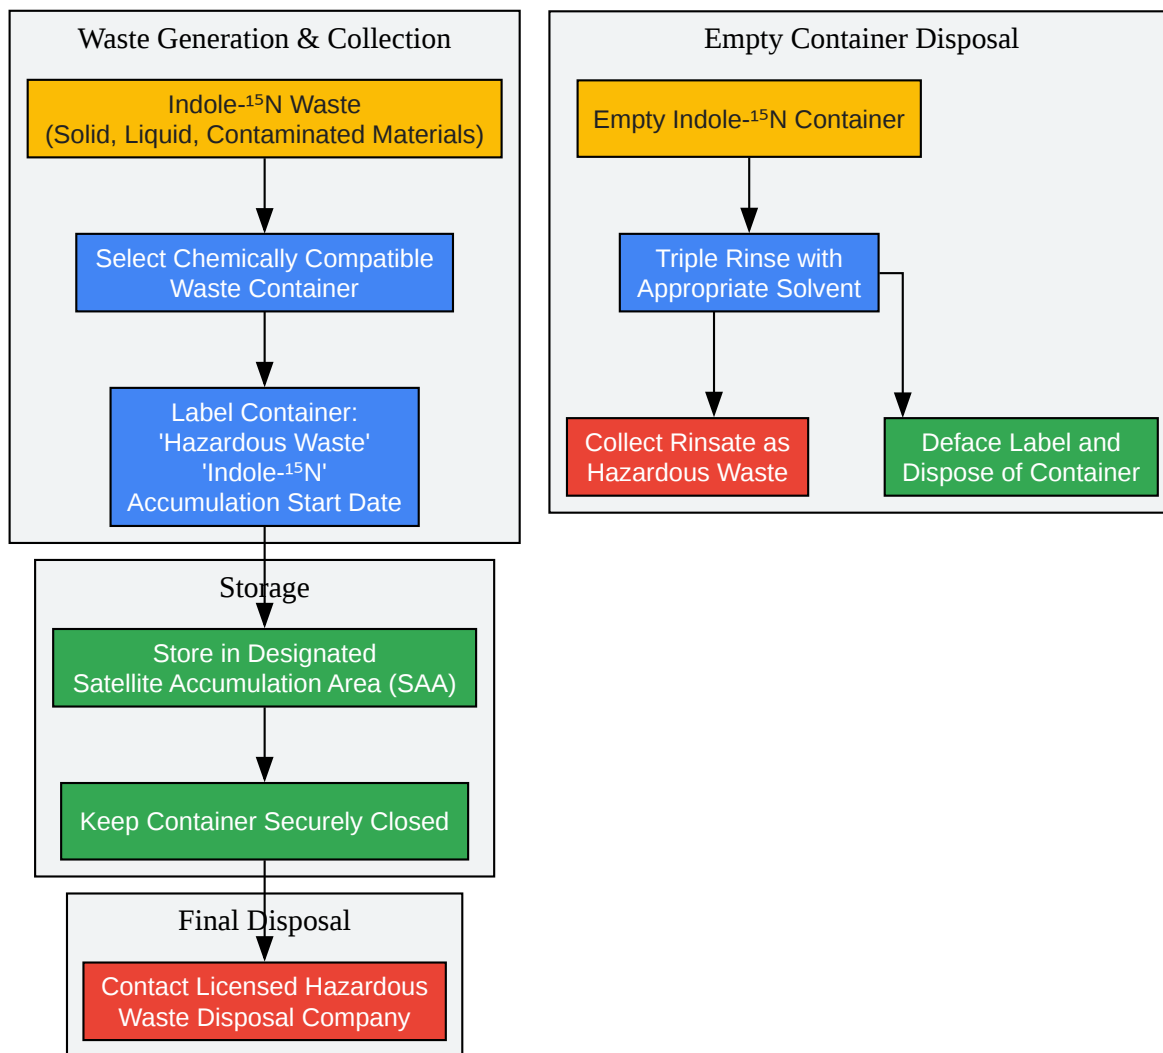 Waste Generation & Collection
Indole-¹⁵N Waste
(Solid, Liquid, Contaminated Materials)
Select Chemically Compatible
Waste Container
Label Container:
'Hazardous Waste'
'Indole-¹⁵N'
Accumulation Start Date
Storage
Store in Designated
Satellite Accumulation Area (SAA)
Keep Container Securely Closed
Final Disposal
Contact Licensed Hazardous
Waste Disposal Company
Empty Container Disposal
Empty Indole-¹⁵N Container
Triple Rinse with
Appropriate Solvent
Collect Rinsate as
Hazardous Waste
Deface Label and
Dispose of Container